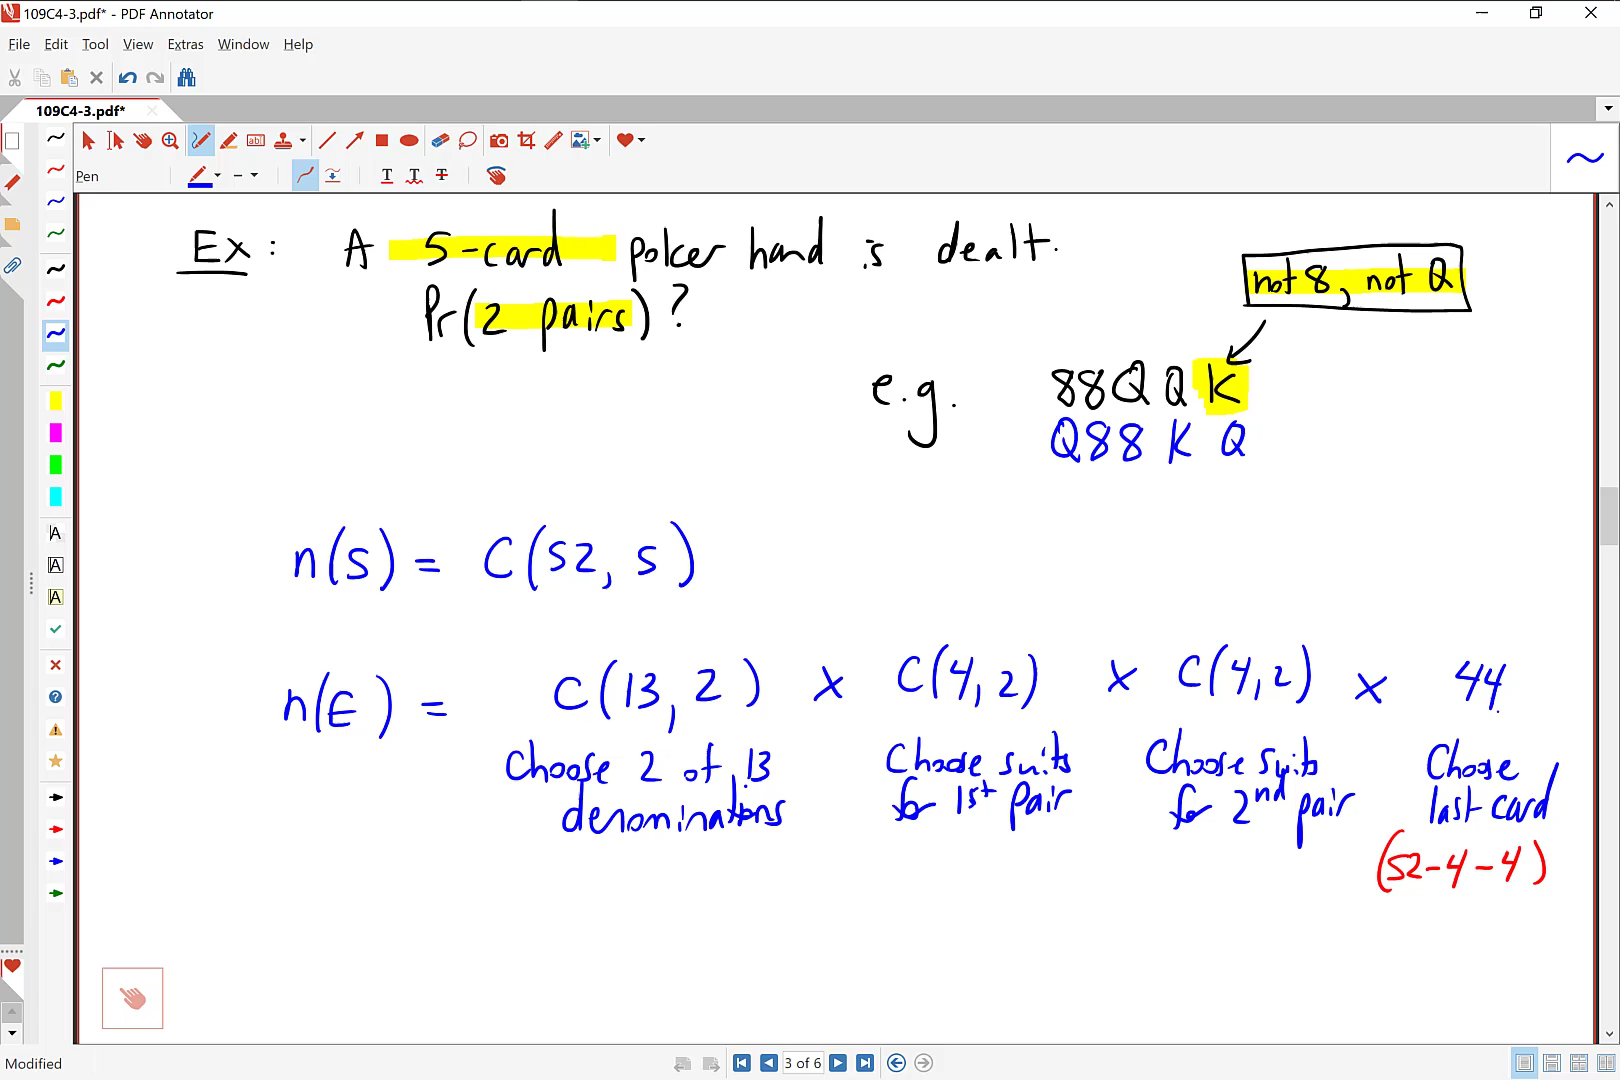 109C4-3.pdf* - PDF Annotator
File Edit Tool View Extras Window Help
109C4-3.pdf*
Pen
Ex: A 5-card poker hand is dealt.
Pr(2 pairs)?
not 8, not Q
e.g. 88QQK
Q88KQ
n(S) = C(52, 5)
n(E) = C(13, 2) x C(4, 2) x C(4, 2) x 44
Choose 2 of 13 denominations
Choose suits for 1st pair
Choose suits for 2nd pair
Choose last card
(52-4-4)
Modified
3 of 6